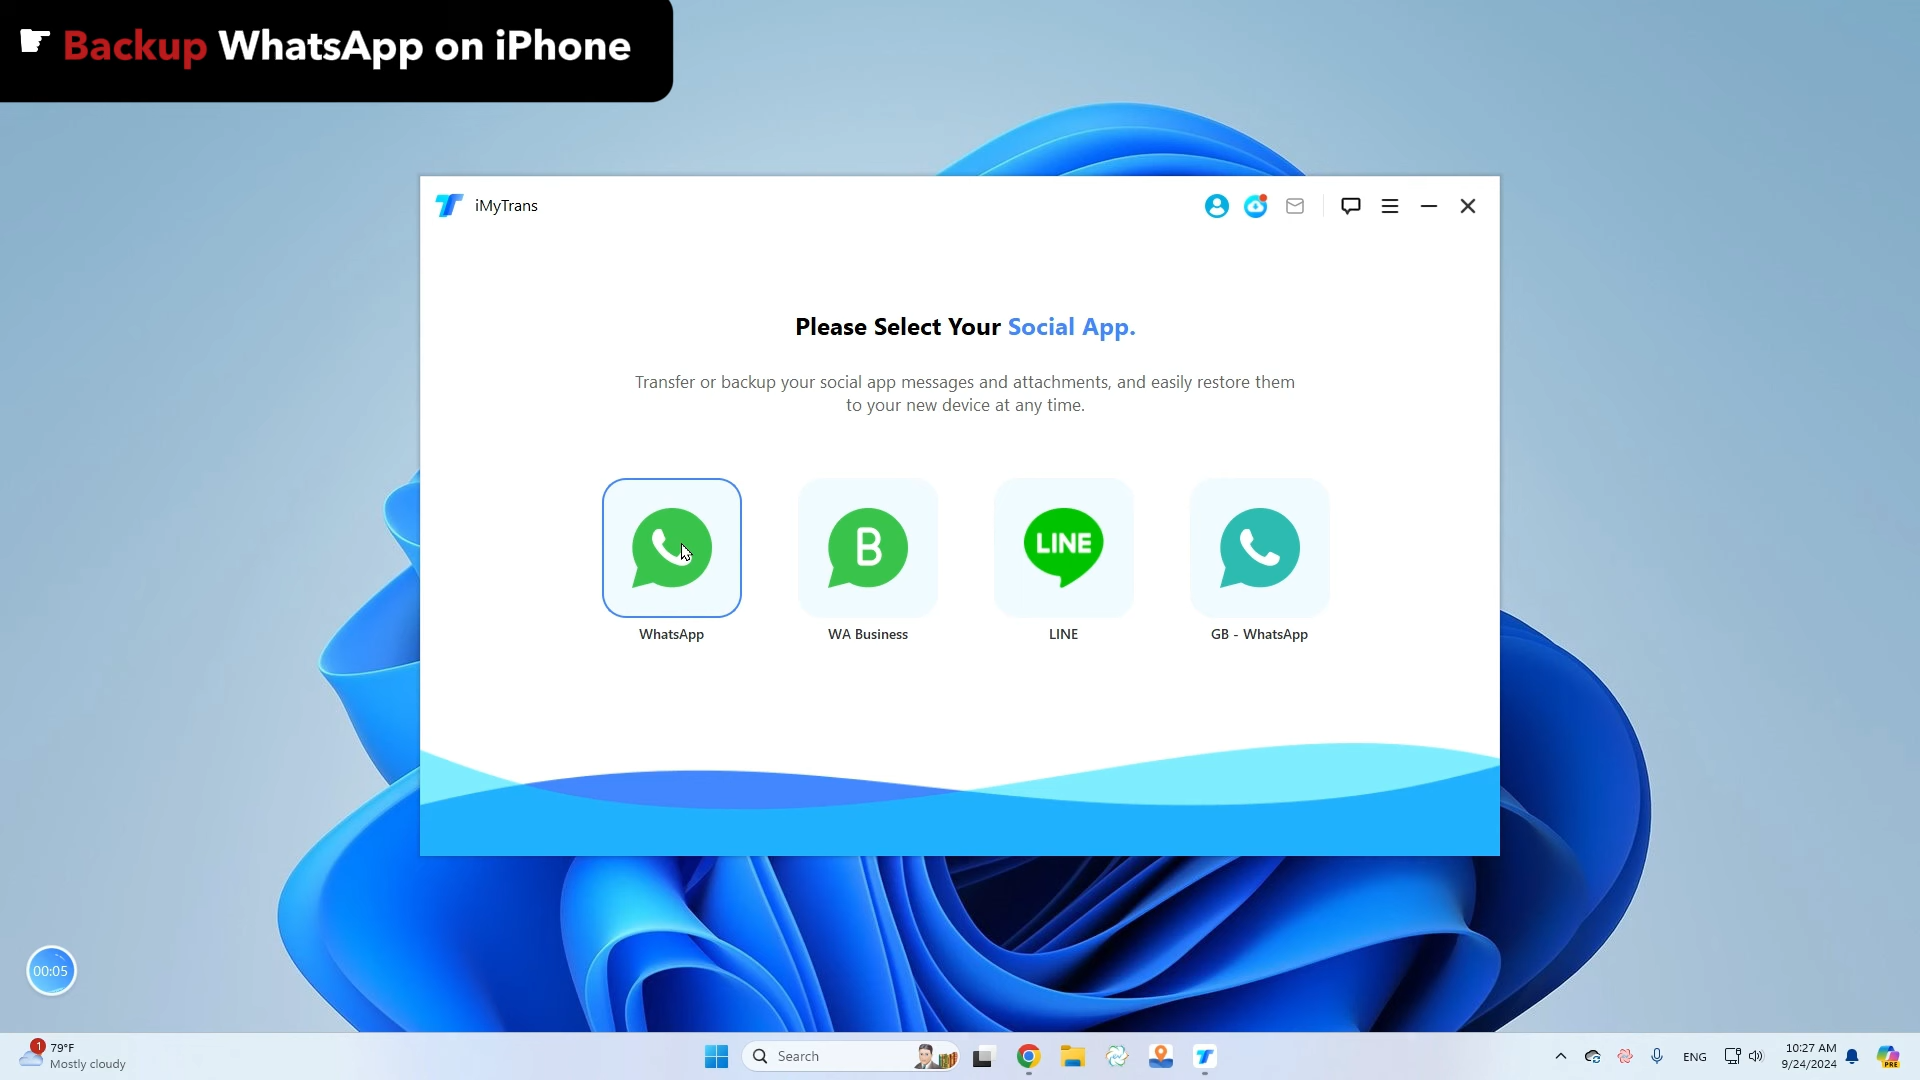 ☛ Backup WhatsApp on iPhone
iMyTrans
Please Select Your Social App.
Transfer or backup your social app messages and attachments, and easily restore them
to your new device at any time.
B
LINE
WhatsApp
WA Business
LINE
GB - WhatsApp
00:05
1
79°F
Mostly cloudy
Search
ENG
10:27 AM
9/24/2024
PRE